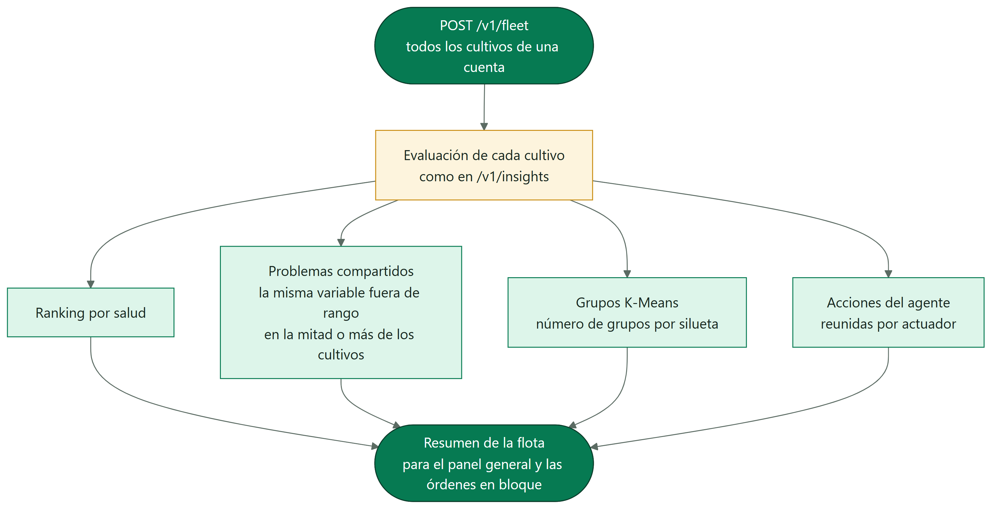 POST /v1/fleet
todos los cultivos de una
cuenta
Evaluación de cada cultivo
como en /v1/insights
Ranking por salud
Problemas compartidos
la misma variable fuera de
rango
en la mitad o más de los
cultivos
Grupos K-Means
número de grupos por silueta
Acciones del agente
reunidas por actuador
Resumen de la flota
para el panel general y las
órdenes en bloque